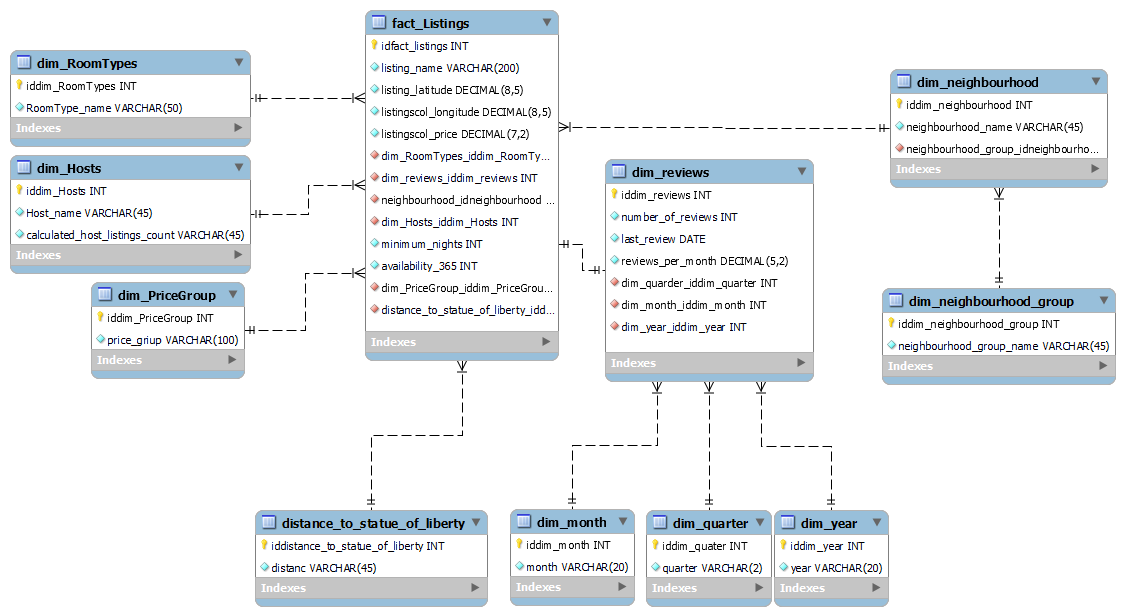 fact_Listings
idfact_listings INT
listing_name VARCHAR(200)
listing_latitude DECIMAL(8,5)
listingscol_longitude DECIMAL(8,5)
listingscol_price DECIMAL(7,2)
dim_RoomTypes_iddim_RoomTy...
dim_reviews_iddim_reviews INT
neighbourhood_idneighbourhood ...
dim_Hosts_iddim_Hosts INT
minimum_nights INT
availability_365 INT
dim_PriceGroup_iddim_PriceGrou...
distance_to_statue_of_liberty_idd...
Indexes
dim_RoomTypes
iddim_RoomTypes INT
RoomType_name VARCHAR(50)
Indexes
dim_Hosts
iddim_Hosts INT
Host_name VARCHAR(45)
calculated_host_listings_count VARCHAR(45)
Indexes
dim_PriceGroup
iddim_PriceGroup INT
price_griup VARCHAR(100)
Indexes
dim_reviews
iddim_reviews INT
number_of_reviews INT
last_review DATE
reviews_per_month DECIMAL(5,2)
dim_quarder_iddim_quarter INT
dim_month_iddim_month INT
dim_year_iddim_year INT
Indexes
dim_neighbourhood
iddim_neighbourhood INT
neighbourhood_name VARCHAR(45)
neighbourhood_group_idneighbourho...
Indexes
dim_neighbourhood_group
iddim_neighbourhood_group INT
neighbourhood_group_name VARCHAR(45)
Indexes
distance_to_statue_of_liberty
iddistance_to_statue_of_liberty INT
distanc VARCHAR(45)
Indexes
dim_month
iddim_month INT
month VARCHAR(20)
Indexes
dim_quarter
iddim_quater INT
quarter VARCHAR(2)
Indexes
dim_year
iddim_year INT
year VARCHAR(20)
Indexes